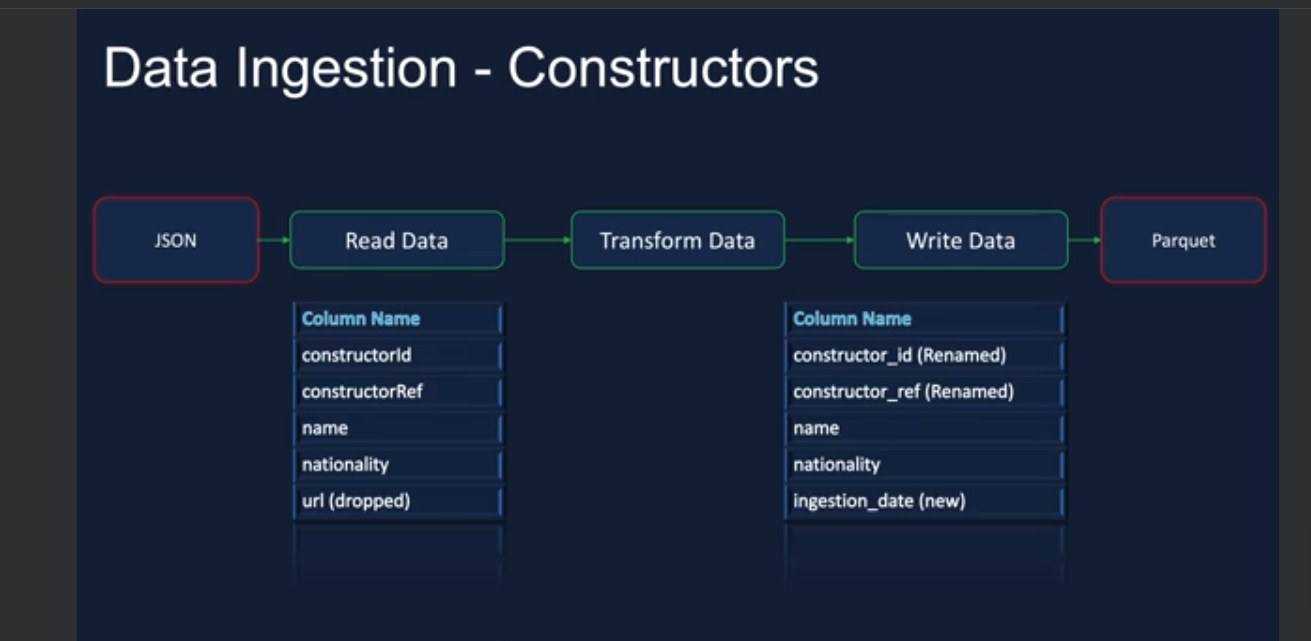 Data Ingestion - Constructors
JSON
Read Data
Transform Data
Write Data
Parquet
Column Name
constructorId
constructorRef
name
nationality
url (dropped)
Column Name
constructor_id (Renamed)
constructor_ref (Renamed)
name
nationality
ingestion_date (new)